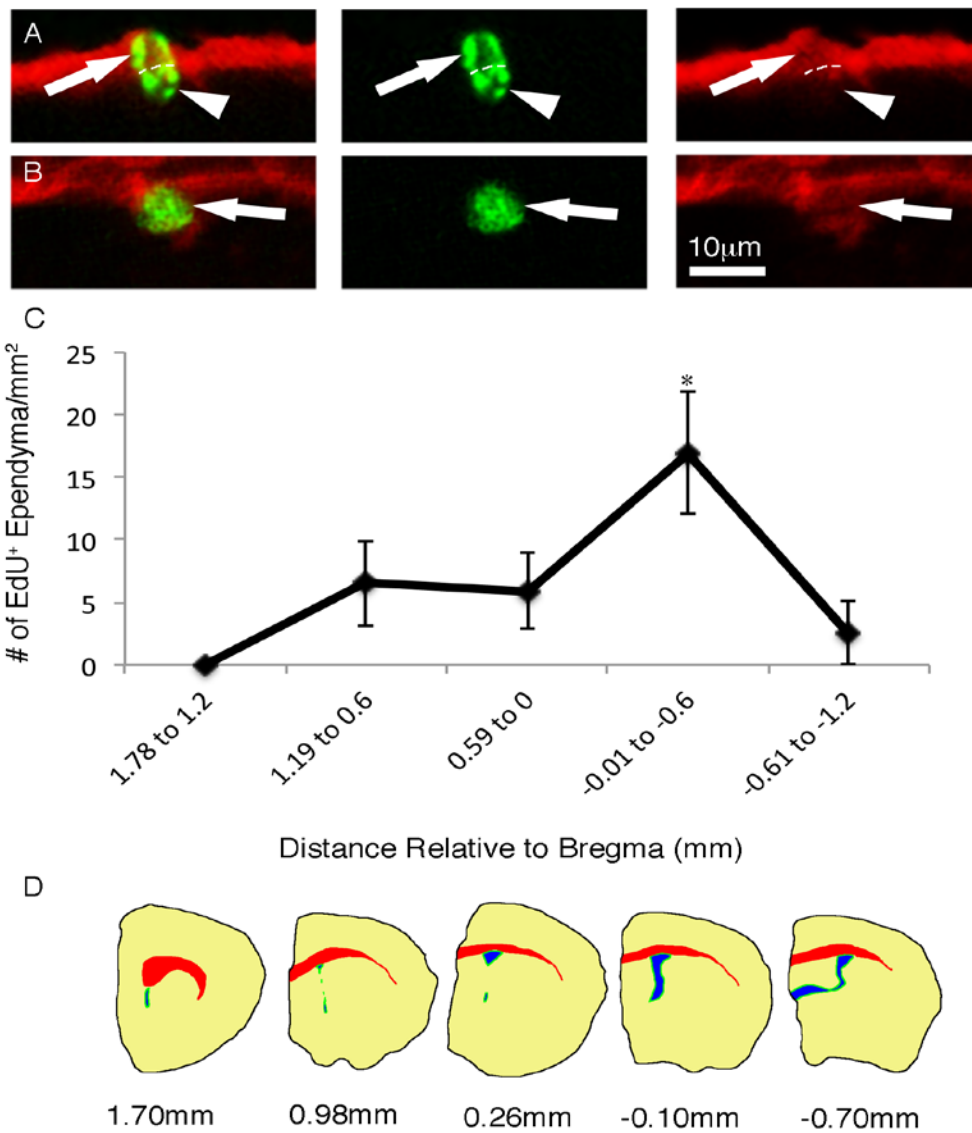 A
B
10μm
C
# of EdU⁺ Ependyma/mm²
25
20
15
10
5
0
*
1.78 to 1.2
1.19 to 0.6
0.59 to 0
-0.01 to -0.6
-0.61 to -1.2
Distance Relative to Bregma (mm)
D
1.70mm
0.98mm
0.26mm
-0.10mm
-0.70mm